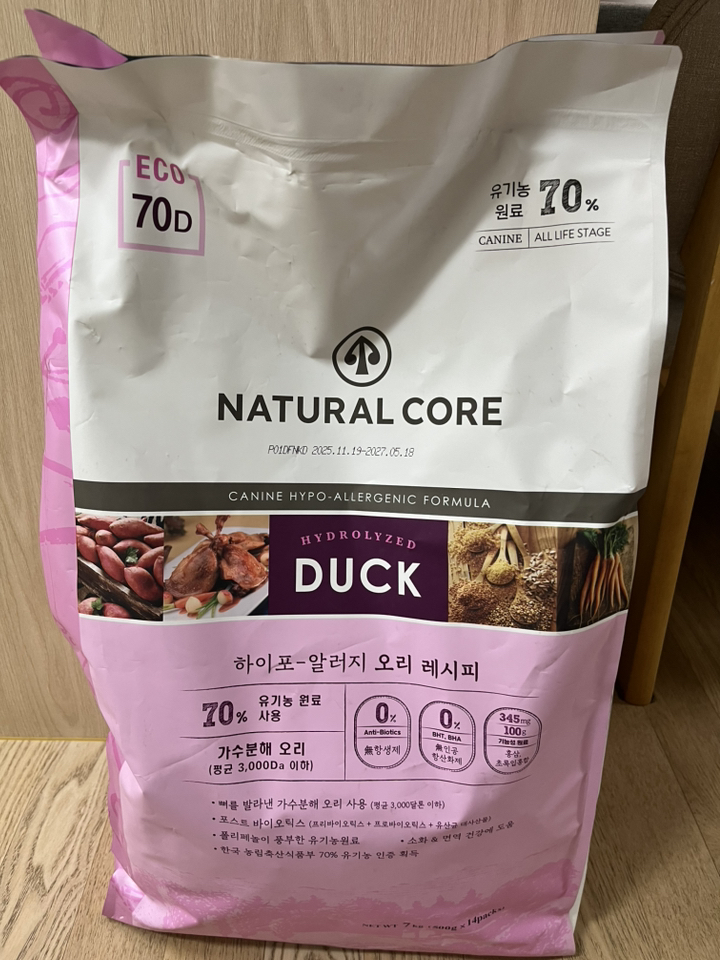 ECO
70D
유기농
원료 70%
CANINE | ALL LIFE STAGE
NATURAL CORE
P01DFNKD 2025.11.19~2027.05.18
CANINE HYPO-ALLERGENIC FORMULA
HYDROLYZED
DUCK
하이포-알러지 오리 레시피
70% 유기농 원료 사용
가수분해 오리
(평균 3,000Da 이하)
0%
Anti-Biotics
無항생제
0%
BHT, BHA
無인공
항산화제
345mg
100g
기능성 원료
홍삼,
초록입홍합
• 뼈를 발라낸 가수분해 오리 사용 (평균 3,000달톤 이하)
• 포스트 바이오틱스 (프리바이오틱스 + 프로바이오틱스 + 유산균 대사산물)
• 폴리페놀이 풍부한 유기농원료 • 소화 & 면역 건강에 도움
• 한국 농림축산식품부 70% 유기농 인증 획득
NET WT 7kg (500g x 14packs)